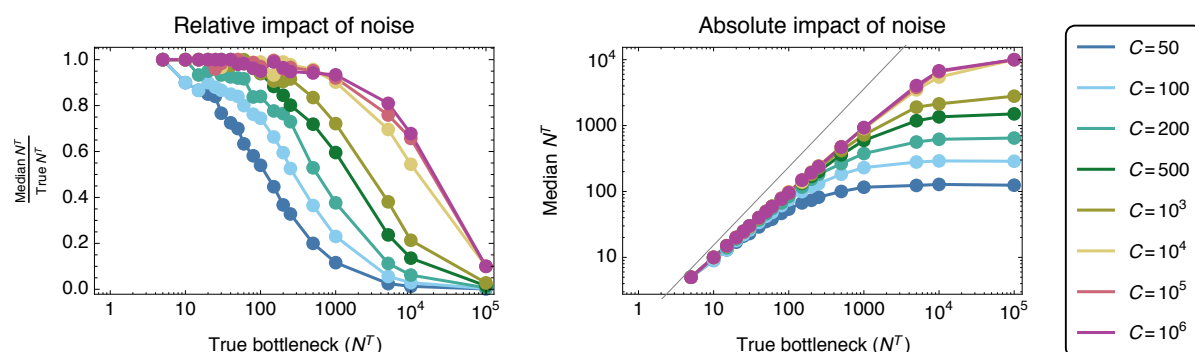 Relative impact of noise
Median N^T
True N^T
1.0
0.8
0.6
0.4
0.2
0.0
1 10 100 1000 10^4 10^5
True bottleneck (N^T)
Absolute impact of noise
Median N^T
10^4
1000
100
10
1 10 100 1000 10^4 10^5
True bottleneck (N^T)
C = 50
C = 100
C = 200
C = 500
C = 10^3
C = 10^4
C = 10^5
C = 10^6